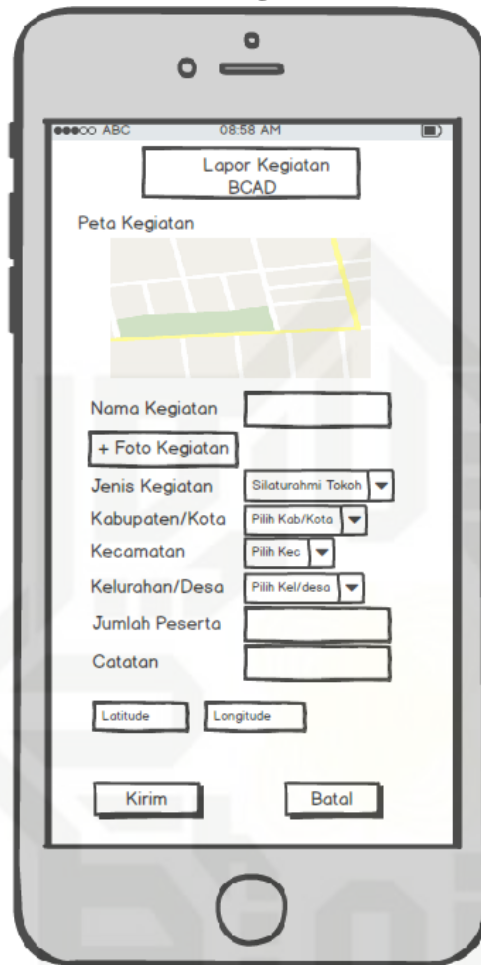 ABC 08:58 AM
Lapor Kegiatan
BCAD
Peta Kegiatan
Nama Kegiatan
+ Foto Kegiatan
Jenis Kegiatan Silaturahmi Tokoh
Kabupaten/Kota Pilih Kab/Kota
Kecamatan Pilih Kec
Kelurahan/Desa Pilih Kel/desa
Jumlah Peserta
Catatan
Latitude Longitude
Kirim Batal